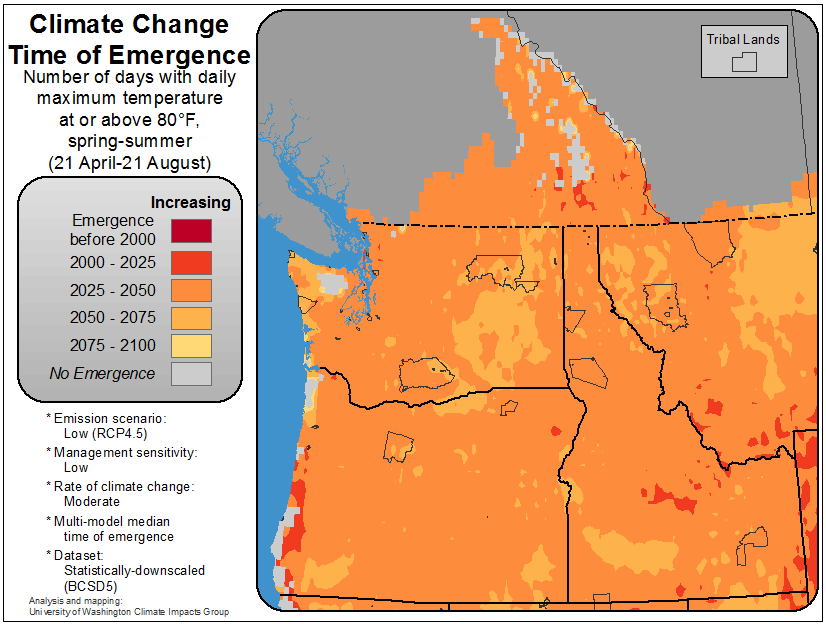 Climate Change
Time of Emergence
Number of days with daily
maximum temperature
at or above 80°F,
spring-summer
(21 April-21 August)
Increasing
Emergence
before 2000
2000 - 2025
2025 - 2050
2050 - 2075
2075 - 2100
No Emergence
* Emission scenario:
Low (RCP4.5)
* Management sensitivity:
Low
* Rate of climate change:
Moderate
* Multi-model median
time of emergence
* Dataset:
Statistically-downscaled
(BCSD5)
Analysis and mapping:
University of Washington Climate Impacts Group
Tribal Lands